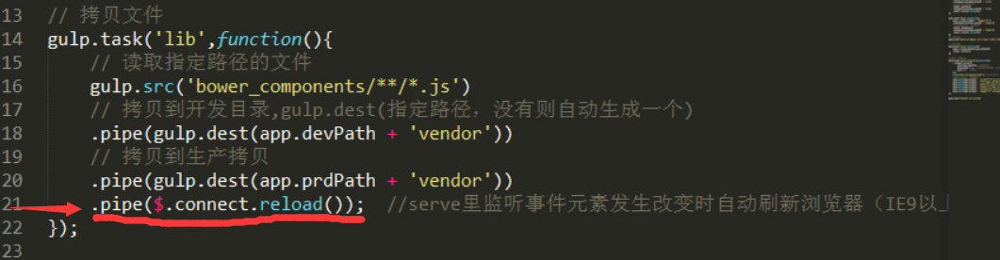 13 // 拷贝文件
14 gulp.task('lib',function(){
15 // 读取指定路径的文件
16 gulp.src('bower_components/**/*.js')
17 // 拷贝到开发目录,gulp.dest(指定路径，没有则自动生成一个)
18 .pipe(gulp.dest(app.devPath + 'vendor'))
19 // 拷贝到生产拷贝
20 .pipe(gulp.dest(app.prdPath + 'vendor'))
21 .pipe($.connect.reload()); //serve里监听事件元素发生改变时自动刷新浏览器（IE9以上
22 });
23